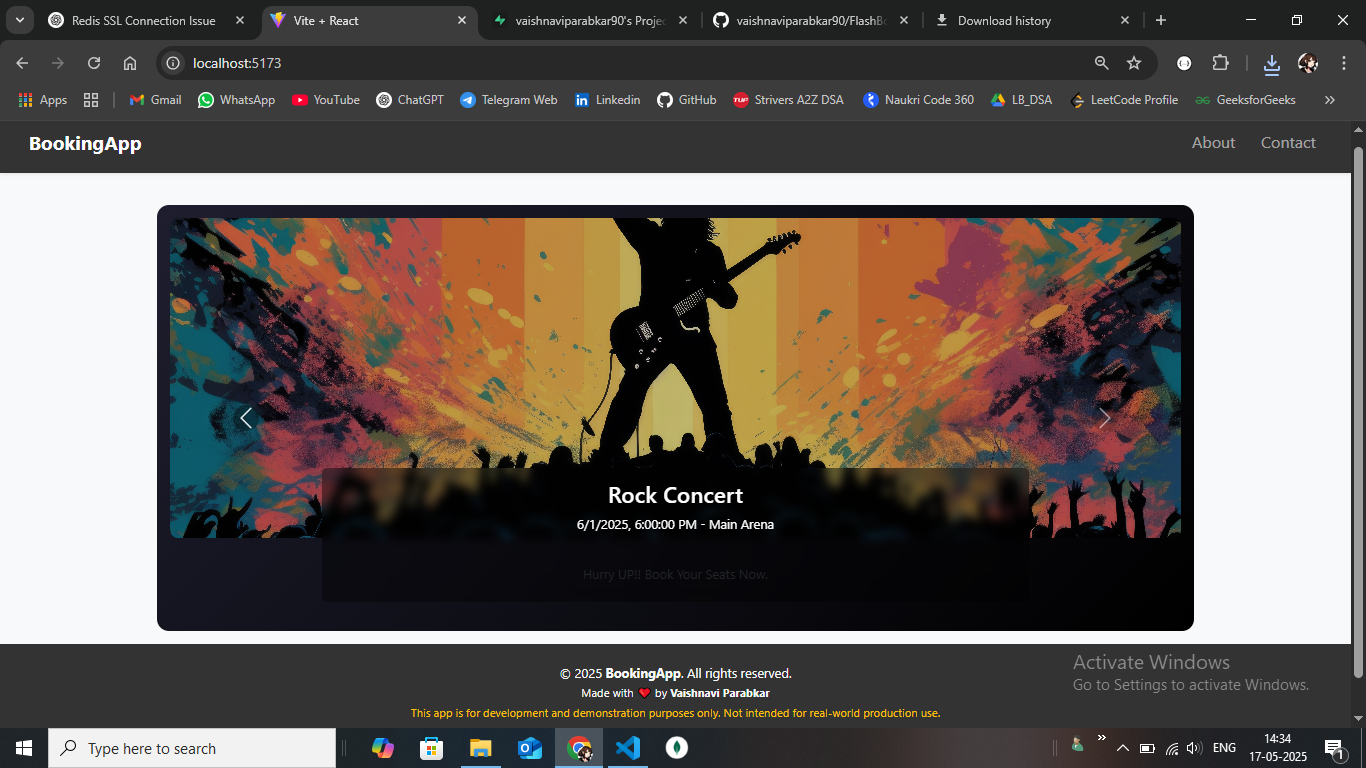 Redis SSL Connection Issue
Vite + React
vaishnaviparabkar90's Projec
vaishnaviparabkar90/FlashBo
Download history
localhost:5173
Apps
Gmail
WhatsApp
YouTube
ChatGPT
Telegram Web
Linkedin
GitHub
TUF
Strivers A2Z DSA
Naukri Code 360
LB_DSA
LeetCode Profile
GeeksforGeeks
BookingApp
About
Contact
Rock Concert
6/1/2025, 6:00:00 PM - Main Arena
Hurry UP!! Book Your Seats Now.
© 2025 BookingApp. All rights reserved.
Made with ❤️ by Vaishnavi Parabkar
This app is for development and demonstration purposes only. Not intended for real-world production use.
Activate Windows
Go to Settings to activate Windows.
Type here to search
ENG
14:34
17-05-2025
1